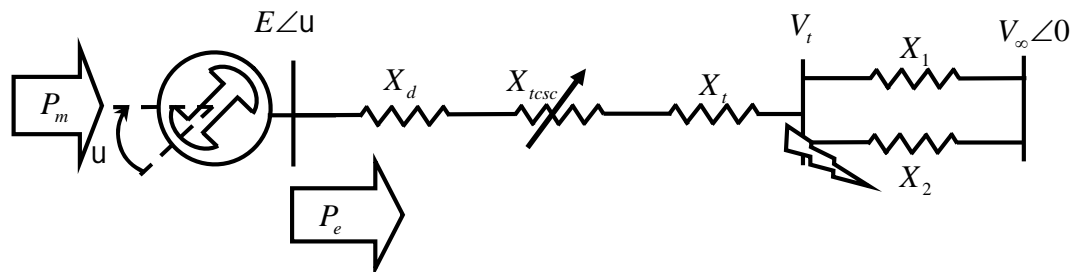 E∠u
V_t
V_∞∠0
X_d
X_tcsc
X_t
X_1
P_m
u
X_2
P_e